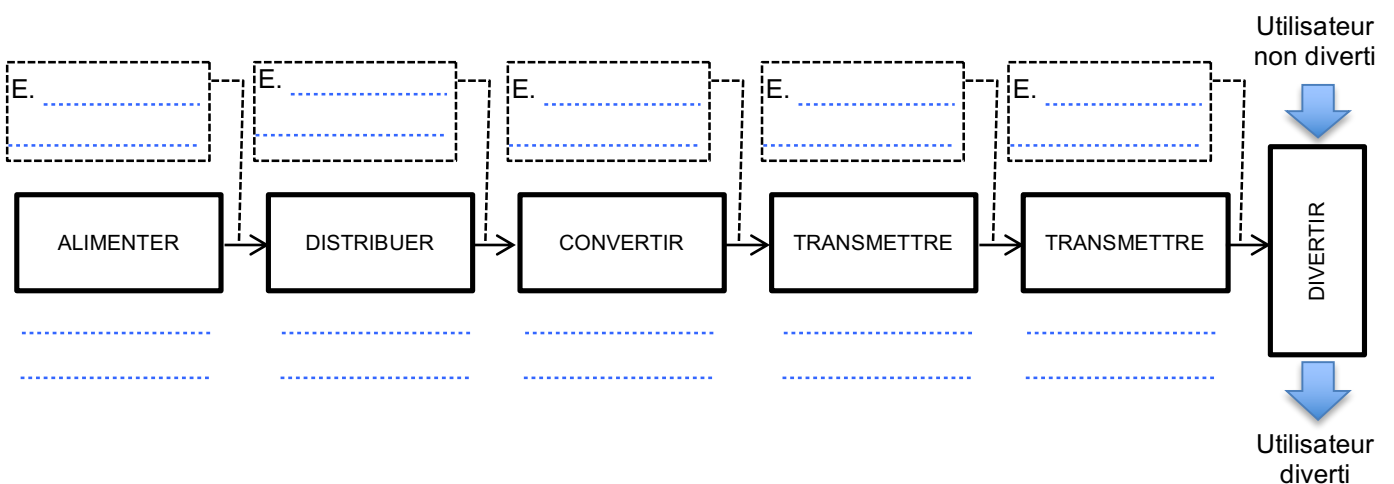 Utilisateur
non diverti
E.
E.
E.
E.
E.
ALIMENTER
DISTRIBUER
CONVERTIR
TRANSMETTRE
TRANSMETTRE
DIVERTIR
Utilisateur
diverti